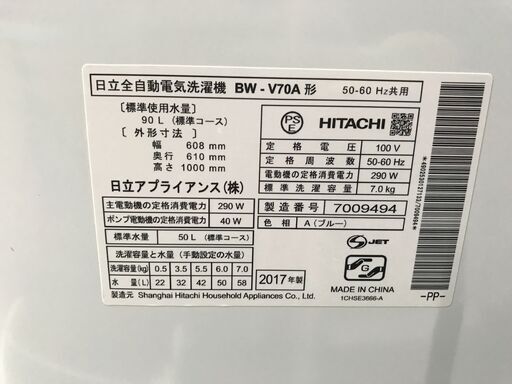 日立全自動電気洗濯機 BW-V70A 形 50-60 Hz共用
〔標準使用水量〕
90 L (標準コース)
〔外形寸法〕
幅 608 mm
奥行 610 mm
高さ 1000 mm
日立アプライアンス(株)
主電動機の定格消費電力 290 W
ポンプ電動機の定格消費電力 40 W
標準水量 50 L (標準コース)
洗濯容量と水量 (手動設定の水量)
洗濯容量(kg) 0.5 3.5 5.5 6.0 7.0
水量(L) 22 32 42 50 58
製造元 Shanghai Hitachi Household Appliances Co., Ltd.
PS
E
HITACHI
定格電圧 100 V
定格周波数 50-60 Hz
電動機の定格消費電力 290 W
標準洗濯容量 7.0 kg
製造番号 7009494
色相 A (ブルー)
2017年製
S-JET
MADE IN CHINA
1CHSE3666-A
-PP-